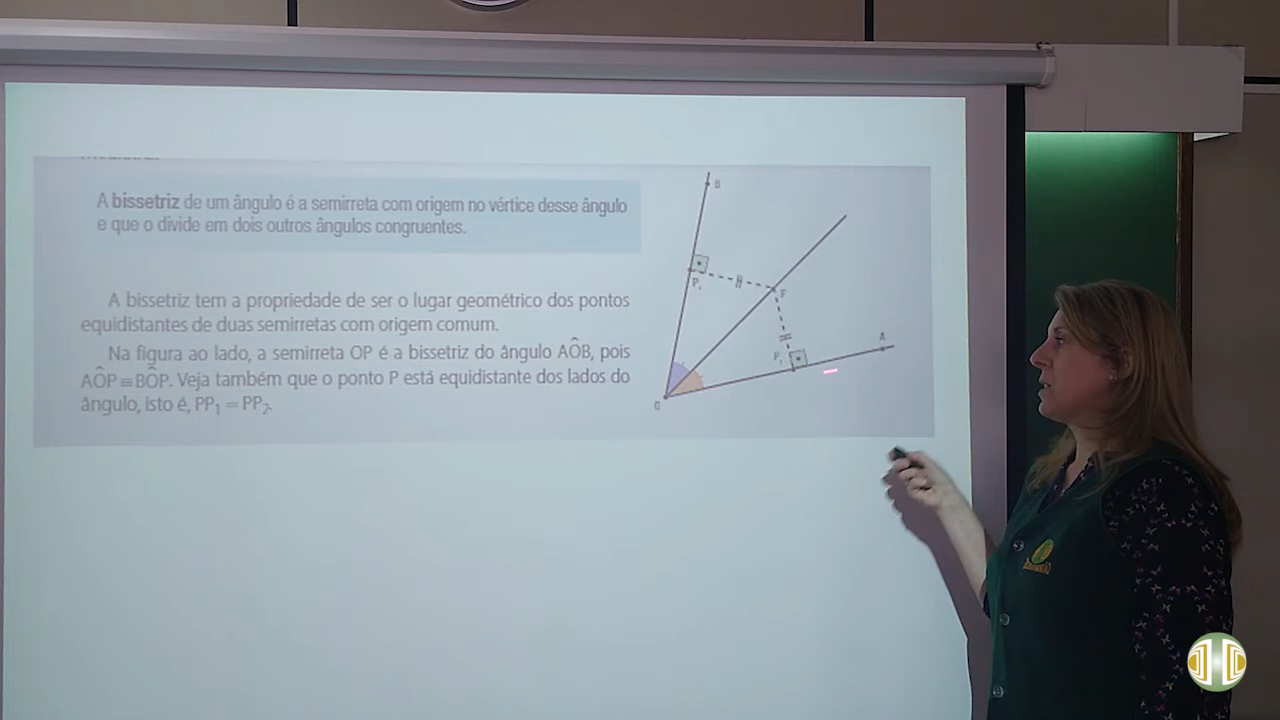 A bissetriz de um ângulo é a semirreta com origem no vértice desse ângulo
e que o divide em dois outros ângulos congruentes.
A bissetriz tem a propriedade de ser o lugar geométrico dos pontos
equidistantes de duas semirretas com origem comum.
Na figura ao lado, a semirreta OP é a bissetriz do ângulo AÔB, pois
AÔP ≡ BÔP. Veja também que o ponto P está equidistante dos lados do
ângulo, isto é, PP₁ = PP₂.
B
P
A
O